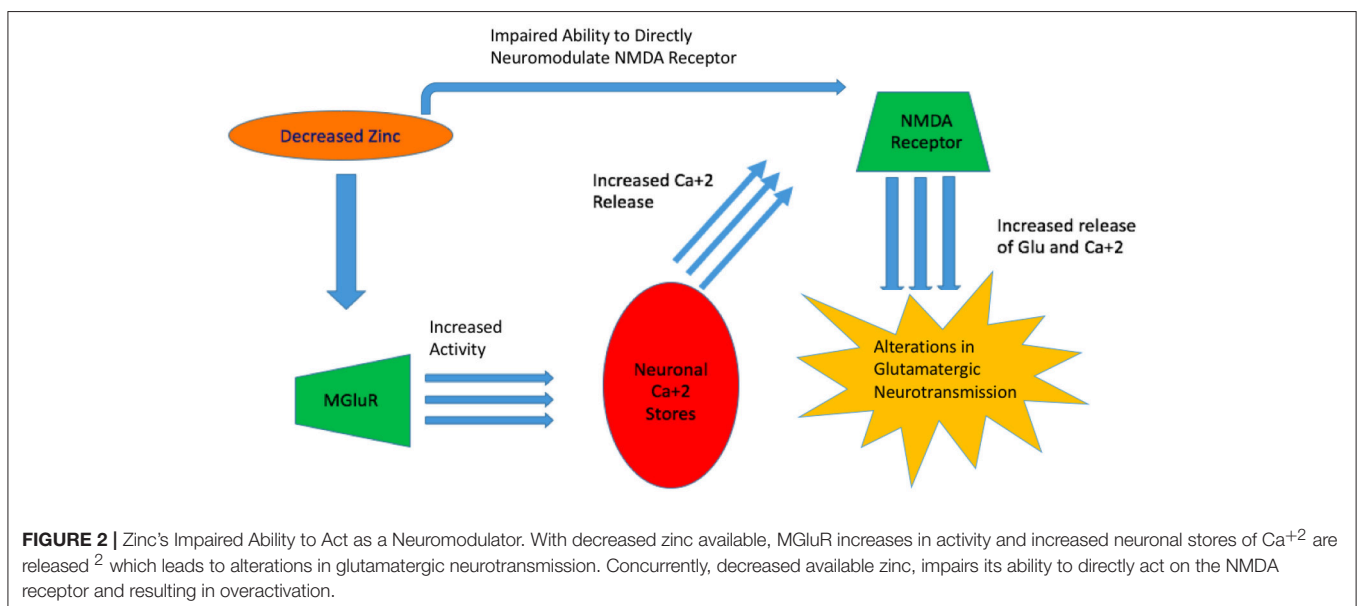 Impaired Ability to Directly
Neuromodulate NMDA Receptor
Decreased Zinc
NMDA
Receptor
Increased Ca+2
Release
Increased release
of Glu and Ca+2
Increased
Activity
MGluR
Neuronal
Ca+2
Stores
Alterations in
Glutamatergic
Neurotransmission
FIGURE 2 | Zinc's Impaired Ability to Act as a Neuromodulator. With decreased zinc available, MGluR increases in activity and increased neuronal stores of Ca+2 are
released 2 which leads to alterations in glutamatergic neurotransmission. Concurrently, decreased available zinc, impairs its ability to directly act on the NMDA
receptor and resulting in overactivation.